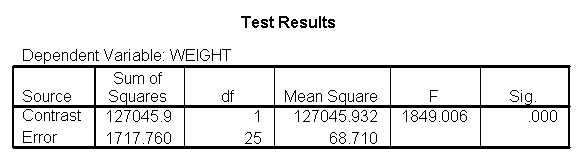 Test Results
Dependent Variable: WEIGHT
Sum of
Source Squares df Mean Square F Sig.
Contrast 127045.9 1 127045.932 1849.006 .000
Error 1717.760 25 68.710